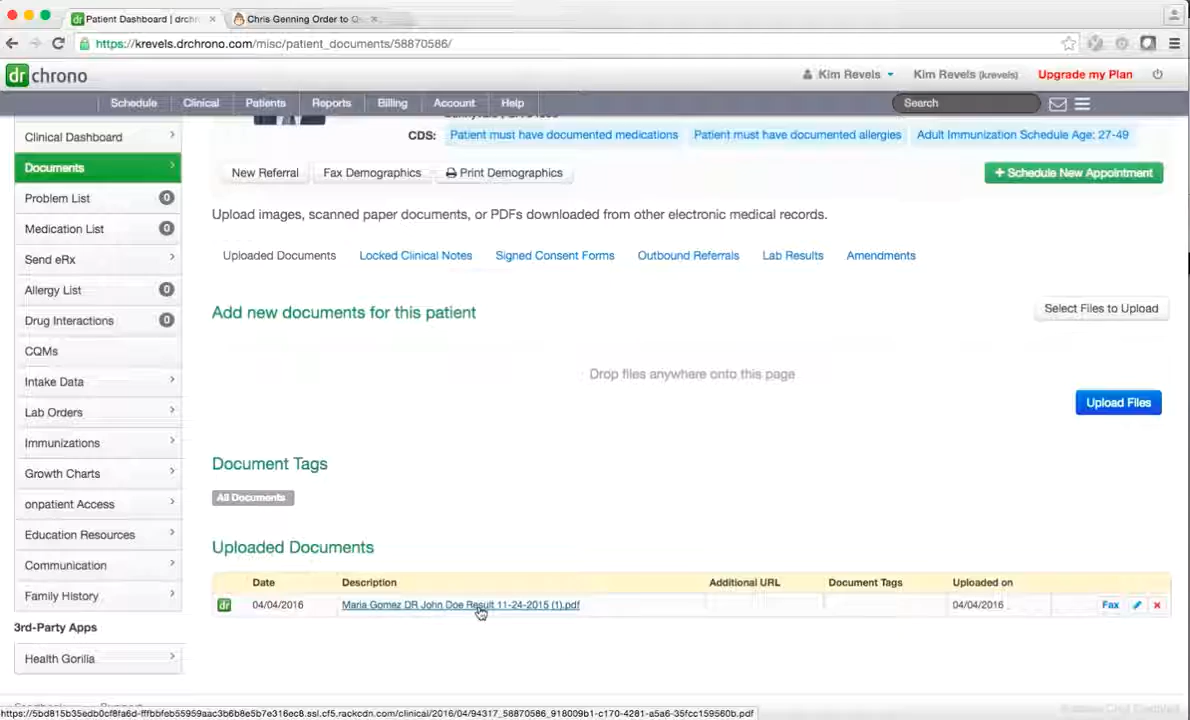 Patient Dashboard | drchr
Chris Genning Order to Q
https://krevels.drchrono.com/misc/patient_documents/58870586/
dr chrono
Kim Revels
Kim Revels (krevels)
Upgrade my Plan
Schedule Clinical Patients Reports Billing Account Help
Search
CDS: Patient must have documented medications Patient must have documented allergies Adult Immunization Schedule Age: 27-49
New Referral Fax Demographics Print Demographics
+ Schedule New Appointment
Clinical Dashboard
Documents
Problem List 0
Medication List 0
Send eRx
Allergy List 0
Drug Interactions 0
CQMs
Intake Data
Lab Orders
Immunizations
Growth Charts
onpatient Access
Education Resources
Communication
Family History
3rd-Party Apps
Health Gorilla
Upload images, scanned paper documents, or PDFs downloaded from other electronic medical records.
Uploaded Documents Locked Clinical Notes Signed Consent Forms Outbound Referrals Lab Results Amendments
Add new documents for this patient
Select Files to Upload
Drop files anywhere onto this page
Upload Files
Document Tags
All Documents
Uploaded Documents
Date Description Additional URL Document Tags Uploaded on
dr 04/04/2016 Maria Gomez DR John Doe Result 11-24-2015 (1).pdf 04/04/2016 Fax